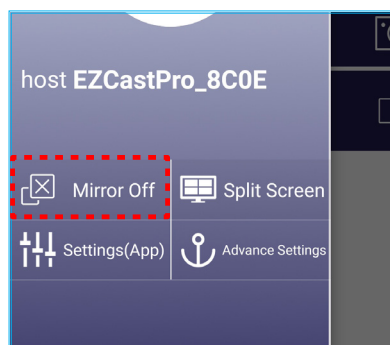 host EZCastPro_8C0E
Mirror Off
Split Screen
Settings(App)
Advance Settings